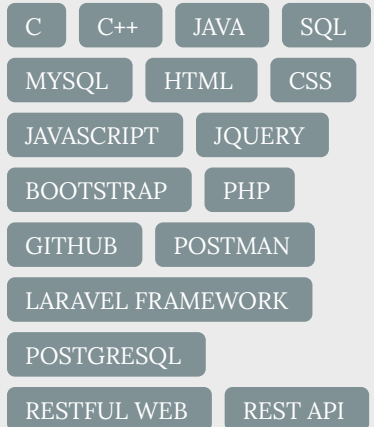 C C++ JAVA SQL
MYSQL HTML CSS
JAVASCRIPT JQUERY
BOOTSTRAP PHP
GITHUB POSTMAN
LARAVEL FRAMEWORK
POSTGRESQL
RESTFUL WEB REST API